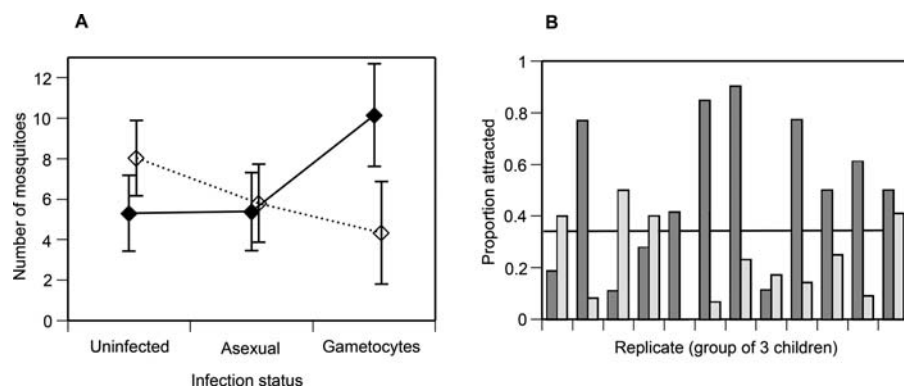 A
Number of mosquitoes
12
10
8
6
4
2
0
Uninfected
Asexual
Gametocytes
Infection status
B
Proportion attracted
1
0.8
0.6
0.4
0.2
0
Replicate (group of 3 children)